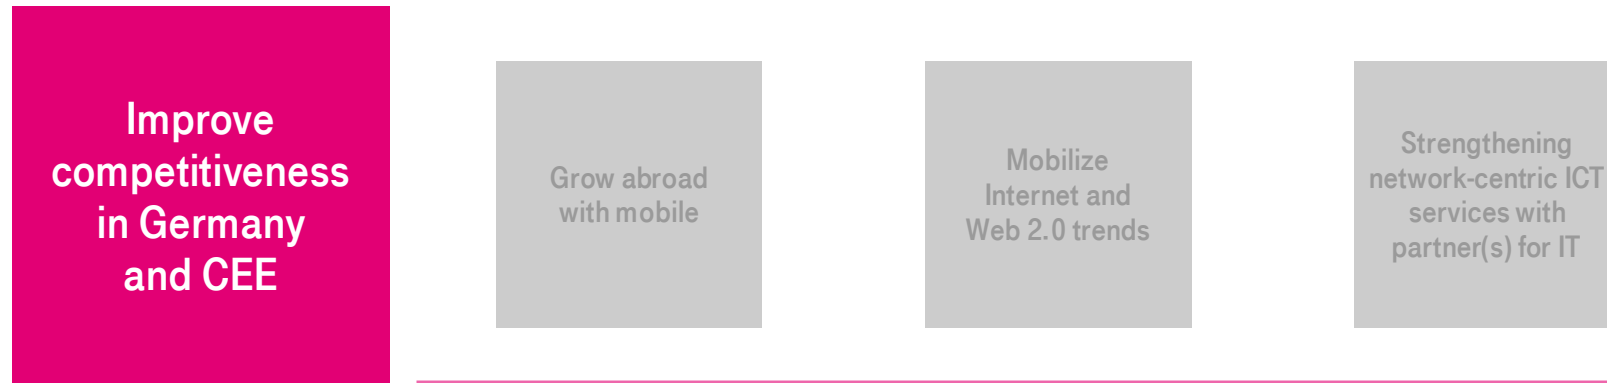 Improve
competitiveness
in Germany
and CEE
Grow abroad
with mobile
Mobilize
Internet and
Web 2.0 trends
Strengthening
network-centric ICT
services with
partner(s) for IT